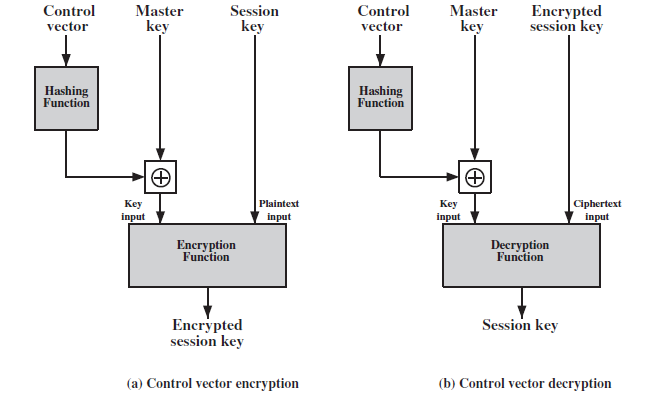 Control
vector
Master
key
Session
key
Hashing
Function
Key
input
Plaintext
input
Encryption
Function
Encrypted
session key
(a) Control vector encryption
Control
vector
Master
key
Encrypted
session key
Hashing
Function
Key
input
Ciphertext
input
Decryption
Function
Session key
(b) Control vector decryption